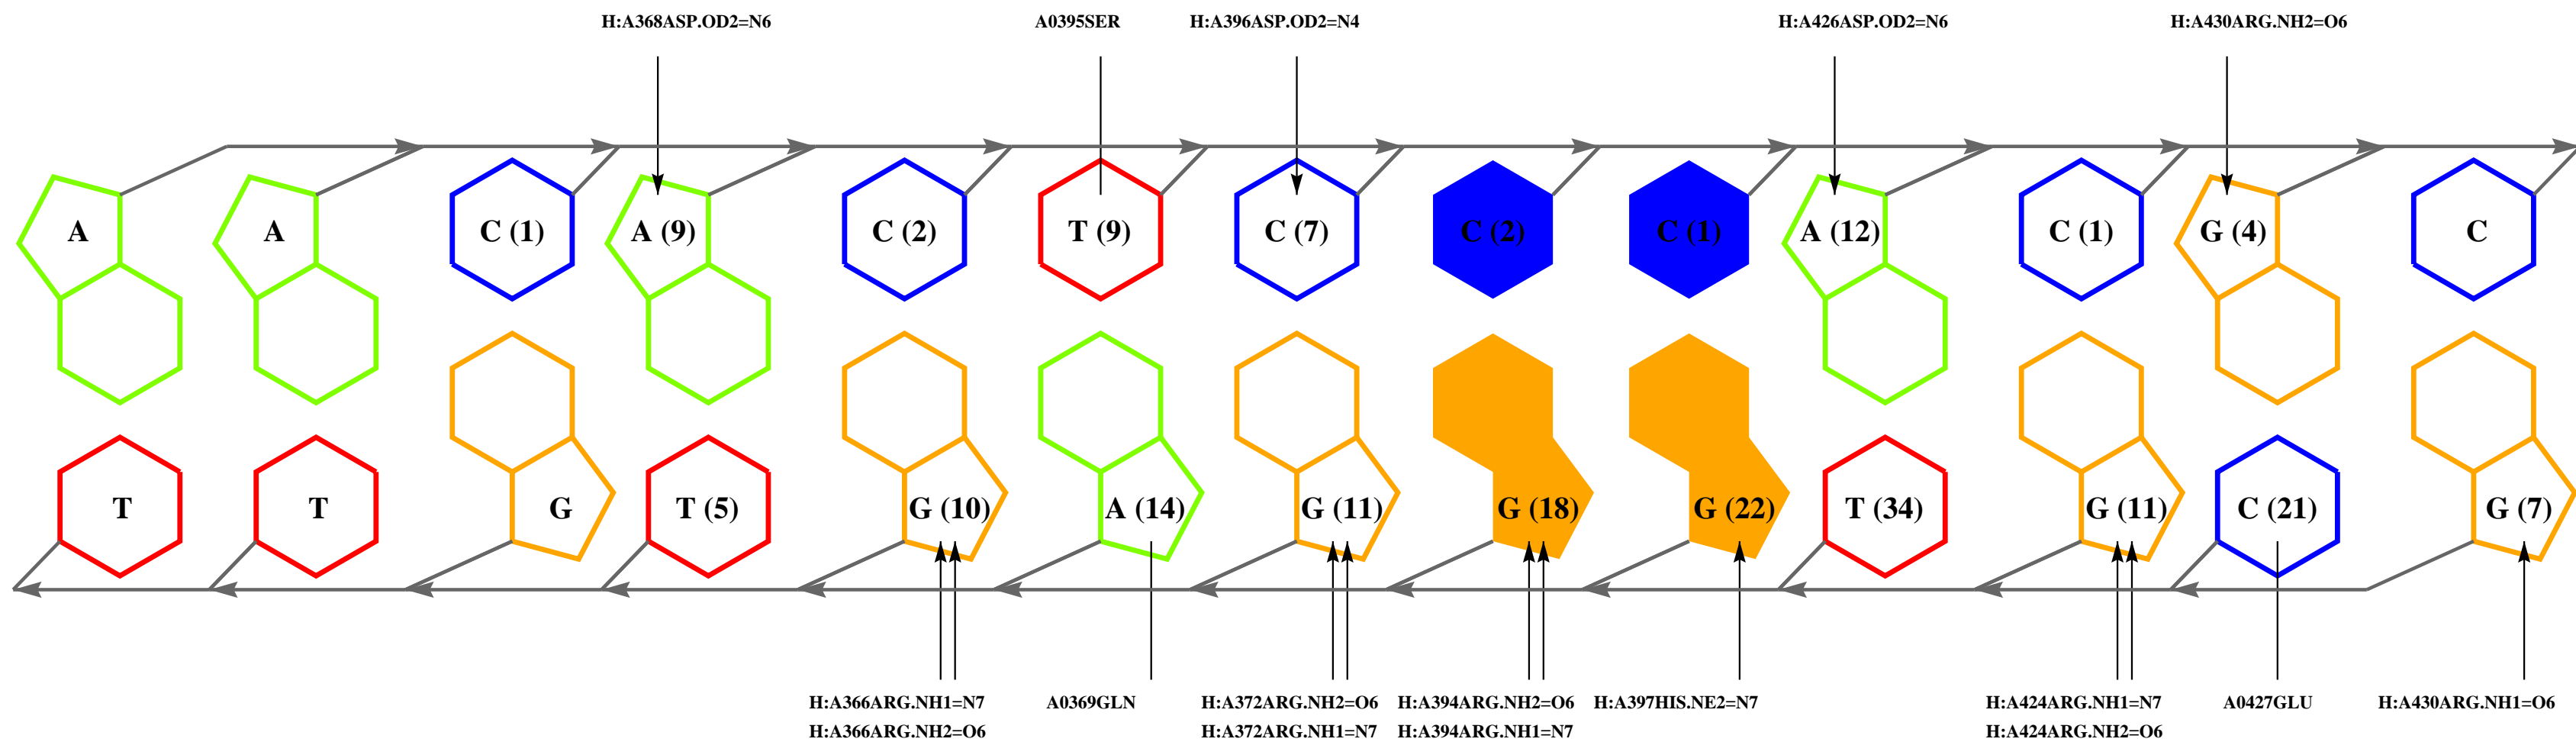 H:A368ASP.OD2=N6 A0395SER H:A396ASP.OD2=N4 H:A426ASP.OD2=N6 H:A430ARG.NH2=O6
A A C (1) A (9) C (2) T (9) C (7) C (2) C (1) A (12) C (1) G (4) C
T T G T (5) G (10) A (14) G (11) G (18) G (22) T (34) G (11) C (21) G (7)
H:A366ARG.NH1=N7 A0369GLN H:A372ARG.NH2=O6 H:A394ARG.NH2=O6 H:A397HIS.NE2=N7 H:A424ARG.NH1=N7 A0427GLU H:A430ARG.NH1=O6
H:A366ARG.NH2=O6 H:A372ARG.NH1=N7 H:A394ARG.NH1=N7 H:A424ARG.NH2=O6